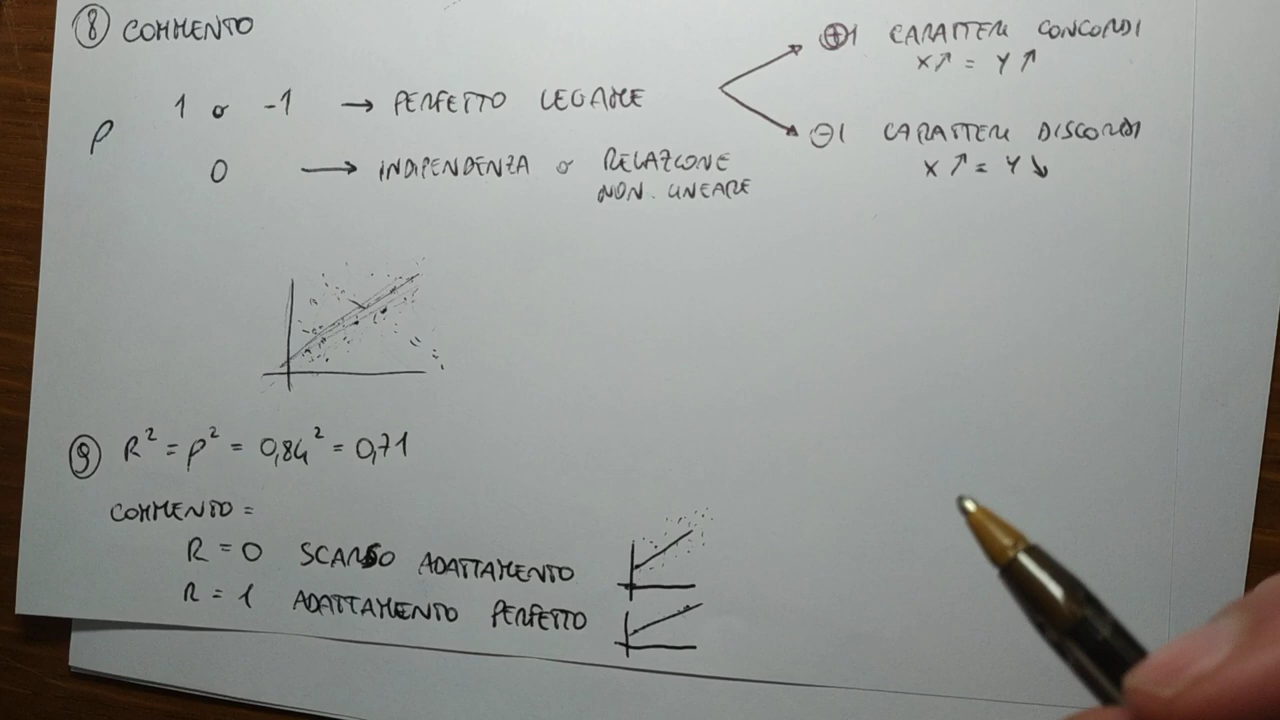 ⑧ COMMENTO
ρ
1 o -1 → PERFETTO LEGAME
0 → INDIPENDENZA o RELAZIONE
NON. LINEARE
⊕1 CARATTERI CONCORDI
X↗ = Y↗
⊖1 CARATTERI DISCORDI
X↗ = Y↘
⑨ R² = ρ² = 0,84² = 0,71
COMMENTO =
R = 0 SCARSO ADATTAMENTO
R = 1 ADATTAMENTO PERFETTO